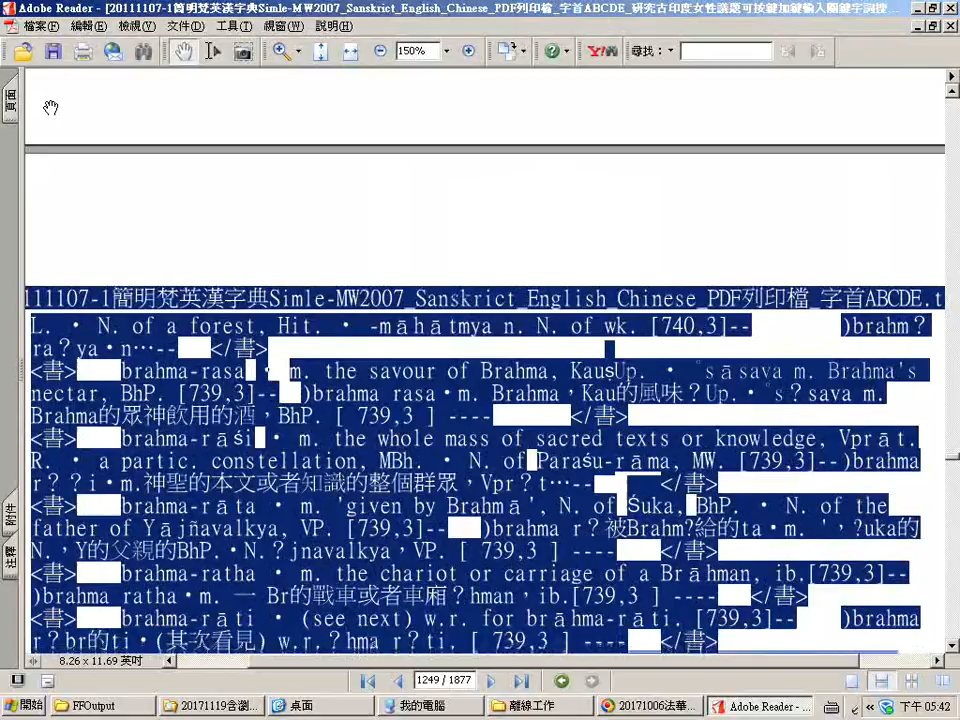 Adobe Reader - [20111107-1簡明梵英漢字典Simle-MW2007_Sanskrict_English_Chinese_PDF列印檔_字首ABCDE_研究古印度女性議題可按鍵加鍵輸入關鍵字詞搜
檔案(F) 編輯(E) 檢視(V) 文件(D) 工具(T) 視窗(W) 說明(H)
150% Y! 尋找:
頁面
111107-1簡明梵英漢字典Simle-MW2007_Sanskrict_English_Chinese_PDF列印檔_字首ABCDE.t
L. · N. of a forest, Hit. · -māhātmya n. N. of wk. [740,3]-- )brahm?
ra?ya·n…-- </書>
<書> brahma-rasa · m. the savour of Brahma, KauṣUp. · °sāsava m. Brahma's
nectar, BhP. [739,3]-- )brahma rasa·m. Brahma，Kau的風味？Up.·°s？sava m.
Brahma的眾神飲用的酒，BhP. [ 739,3 ] ---- </書>
<書> brahma-rāśi · m. the whole mass of sacred texts or knowledge, Vprāt.
R. · a partic. constellation, MBh. · N. of Paraśu-rāma, MW. [739,3]--)brahma
r？？i·m.神聖的本文或者知識的整個群眾，Vpr？t…-- </書>
<書> brahma-rāta · m. 'given by Brahmā', N. of Śuka, BhP. · N. of the
father of Yājñavalkya, VP. [739,3]-- )brahma r？被Brahm?給的ta·m. '，?uka的
N.，Y的父親的BhP.·N.？jnavalkya，VP. [ 739,3 ] ---- </書>
<書> brahma-ratha · m. the chariot or carriage of a Brāhman, ib.[739,3]--
)brahma ratha·m. 一 Br的戰車或者車廂？hman，ib.[739,3 ] ---- </書>
<書> brahma-rāti · (see next) w.r. for brāhma-rāti. [739,3]-- )brahma
r？br的ti·(其次看見) w.r.？hma r？ti. [ 739,3 ] ---- </書>
附件
注釋
8.26 x 11.69 英吋
1249 / 1877
開始 FFOutput 20171119含瀏... 桌面 我的電腦 離線工作 20171006法華... Adobe Reader - ... 下午 05:42